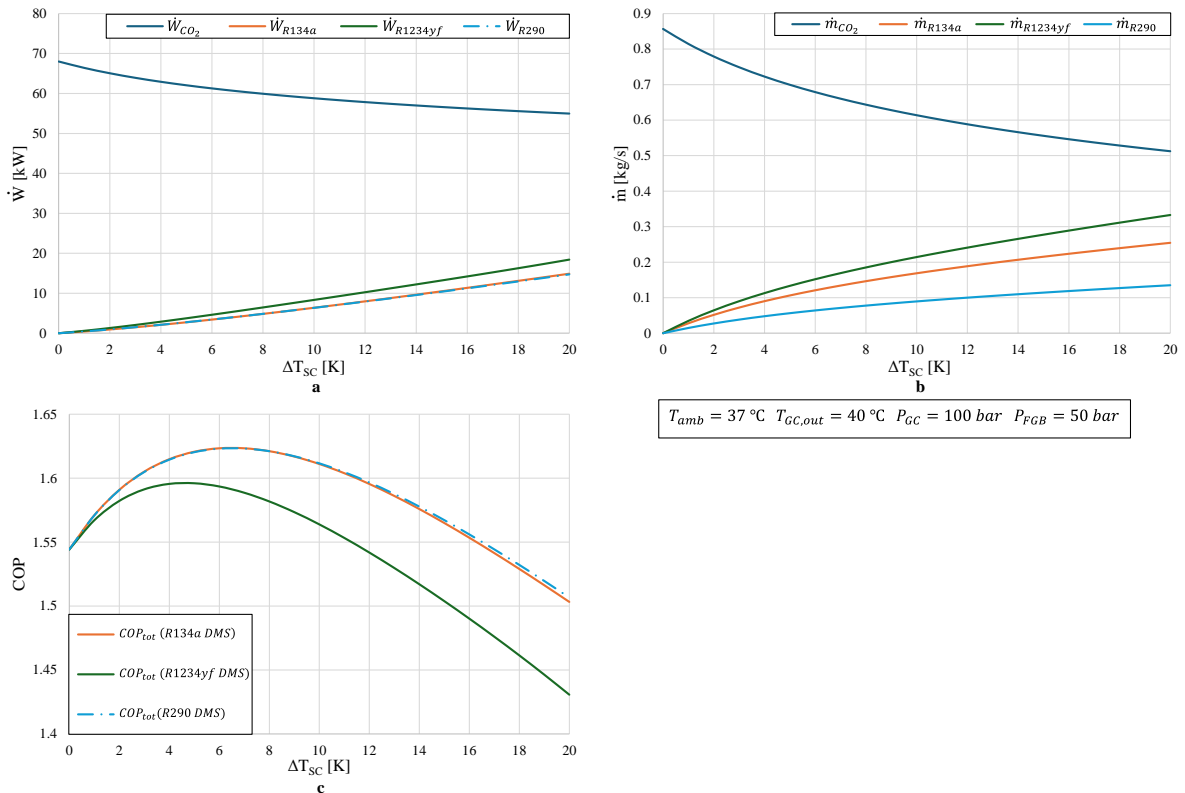 Ẇ_CO₂ Ẇ_R134a Ẇ_R1234yf Ẇ_R290
80
70
60
50
40
30
20
10
0
Ẇ [kW]
0 2 4 6 8 10 12 14 16 18 20
ΔT_SC [K]
a
ṁ_CO₂ ṁ_R134a ṁ_R1234yf ṁ_R290
0.9
0.8
0.7
0.6
0.5
0.4
0.3
0.2
0.1
0
ṁ [kg/s]
0 2 4 6 8 10 12 14 16 18 20
ΔT_SC [K]
b
T_amb = 37 °C T_GC,out = 40 °C P_GC = 100 bar P_FGB = 50 bar
1.65
1.6
1.55
1.5
1.45
1.4
COP
COP_tot (R134a DMS)
COP_tot (R1234yf DMS)
COP_tot(R290 DMS)
0 2 4 6 8 10 12 14 16 18 20
ΔT_SC [K]
c